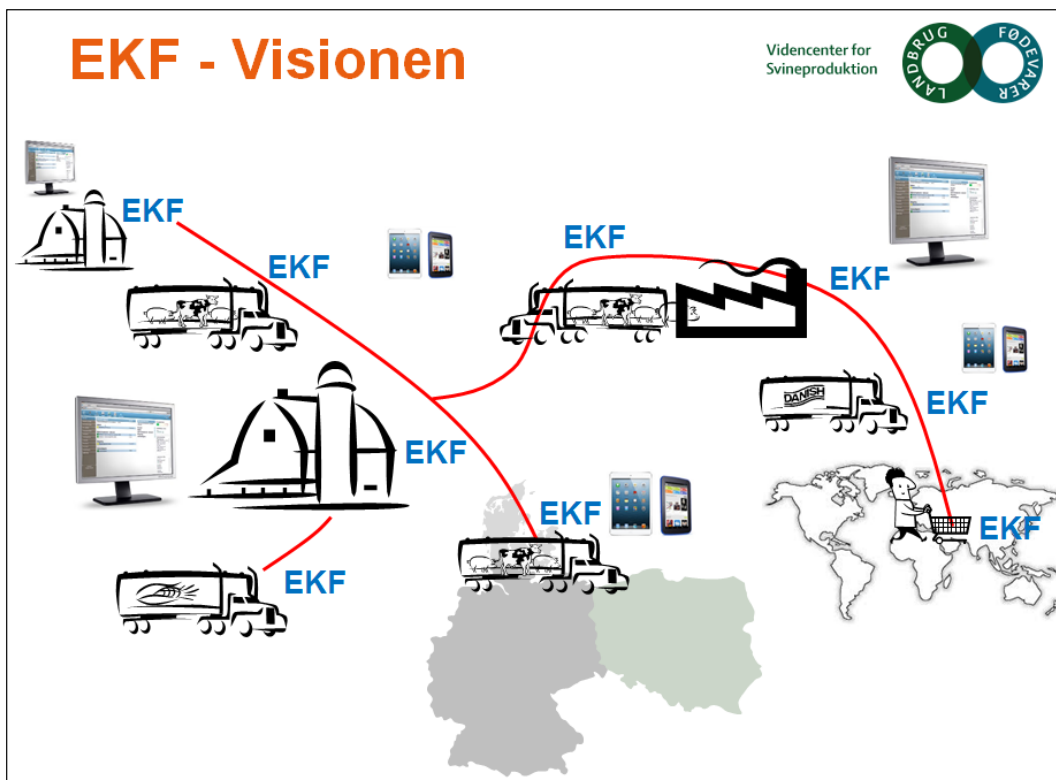 EKF - Visionen
Videncenter for
Svineproduktion
LANDBRUG
FØDEVARER
EKF
EKF
EKF
EKF
EKF
DANISH
EKF
EKF
EKF
EKF